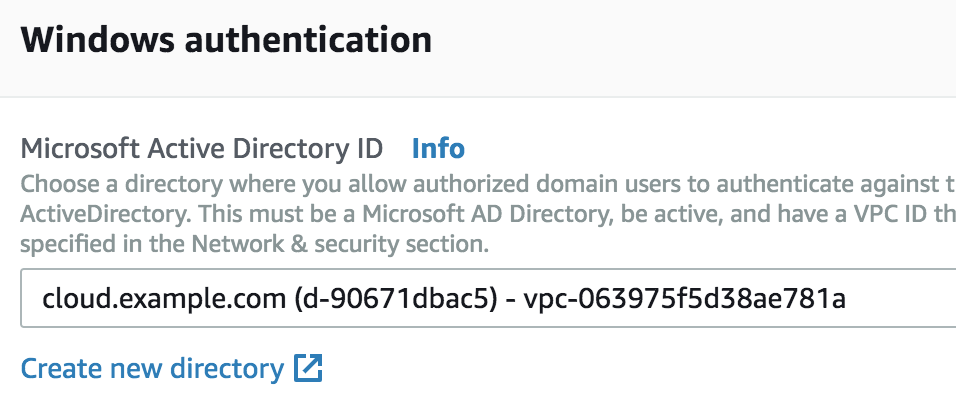 Windows authentication
Microsoft Active Directory ID Info
Choose a directory where you allow authorized domain users to authenticate against t
ActiveDirectory. This must be a Microsoft AD Directory, be active, and have a VPC ID th
specified in the Network & security section.
cloud.example.com (d-90671dbac5) - vpc-063975f5d38ae781a
Create new directory